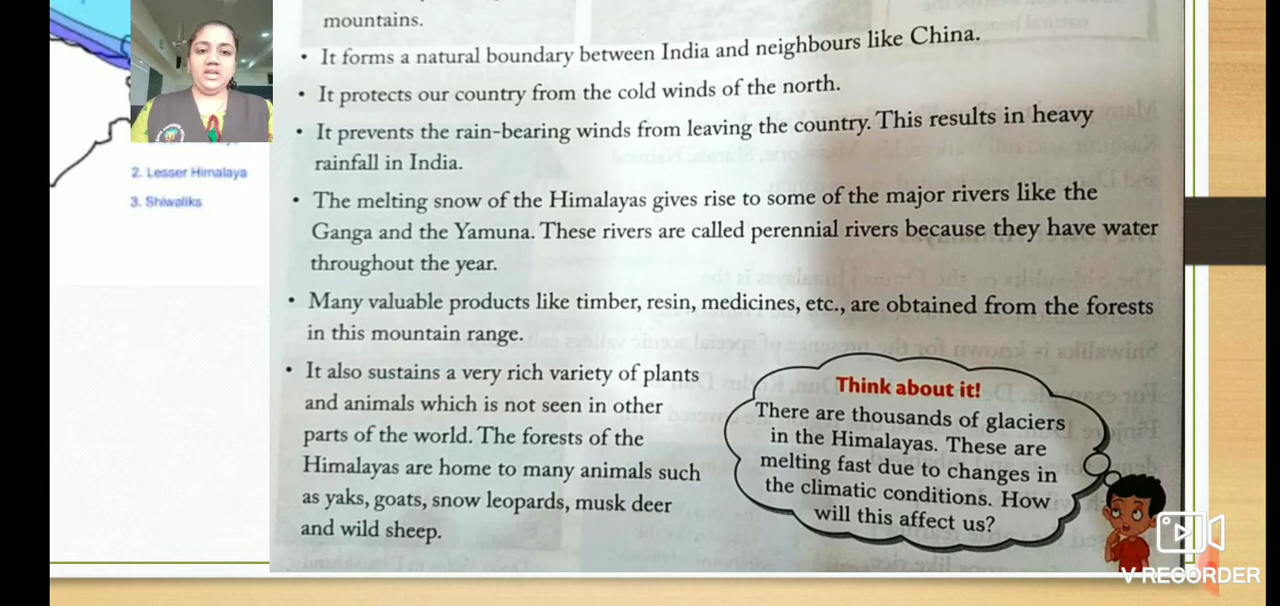 mountains.
• It forms a natural boundary between India and neighbours like China.
• It protects our country from the cold winds of the north.
• It prevents the rain-bearing winds from leaving the country. This results in heavy
rainfall in India.
• The melting snow of the Himalayas gives rise to some of the major rivers like the
Ganga and the Yamuna. These rivers are called perennial rivers because they have water
throughout the year.
• Many valuable products like timber, resin, medicines, etc., are obtained from the forests
in this mountain range.
• It also sustains a very rich variety of plants
and animals which is not seen in other
parts of the world. The forests of the
Himalayas are home to many animals such
as yaks, goats, snow leopards, musk deer
and wild sheep.
Think about it!
There are thousands of glaciers
in the Himalayas. These are
melting fast due to changes in
the climatic conditions. How
will this affect us?
2. Lesser Himalaya
3. Shiwaliks
V RECORDER